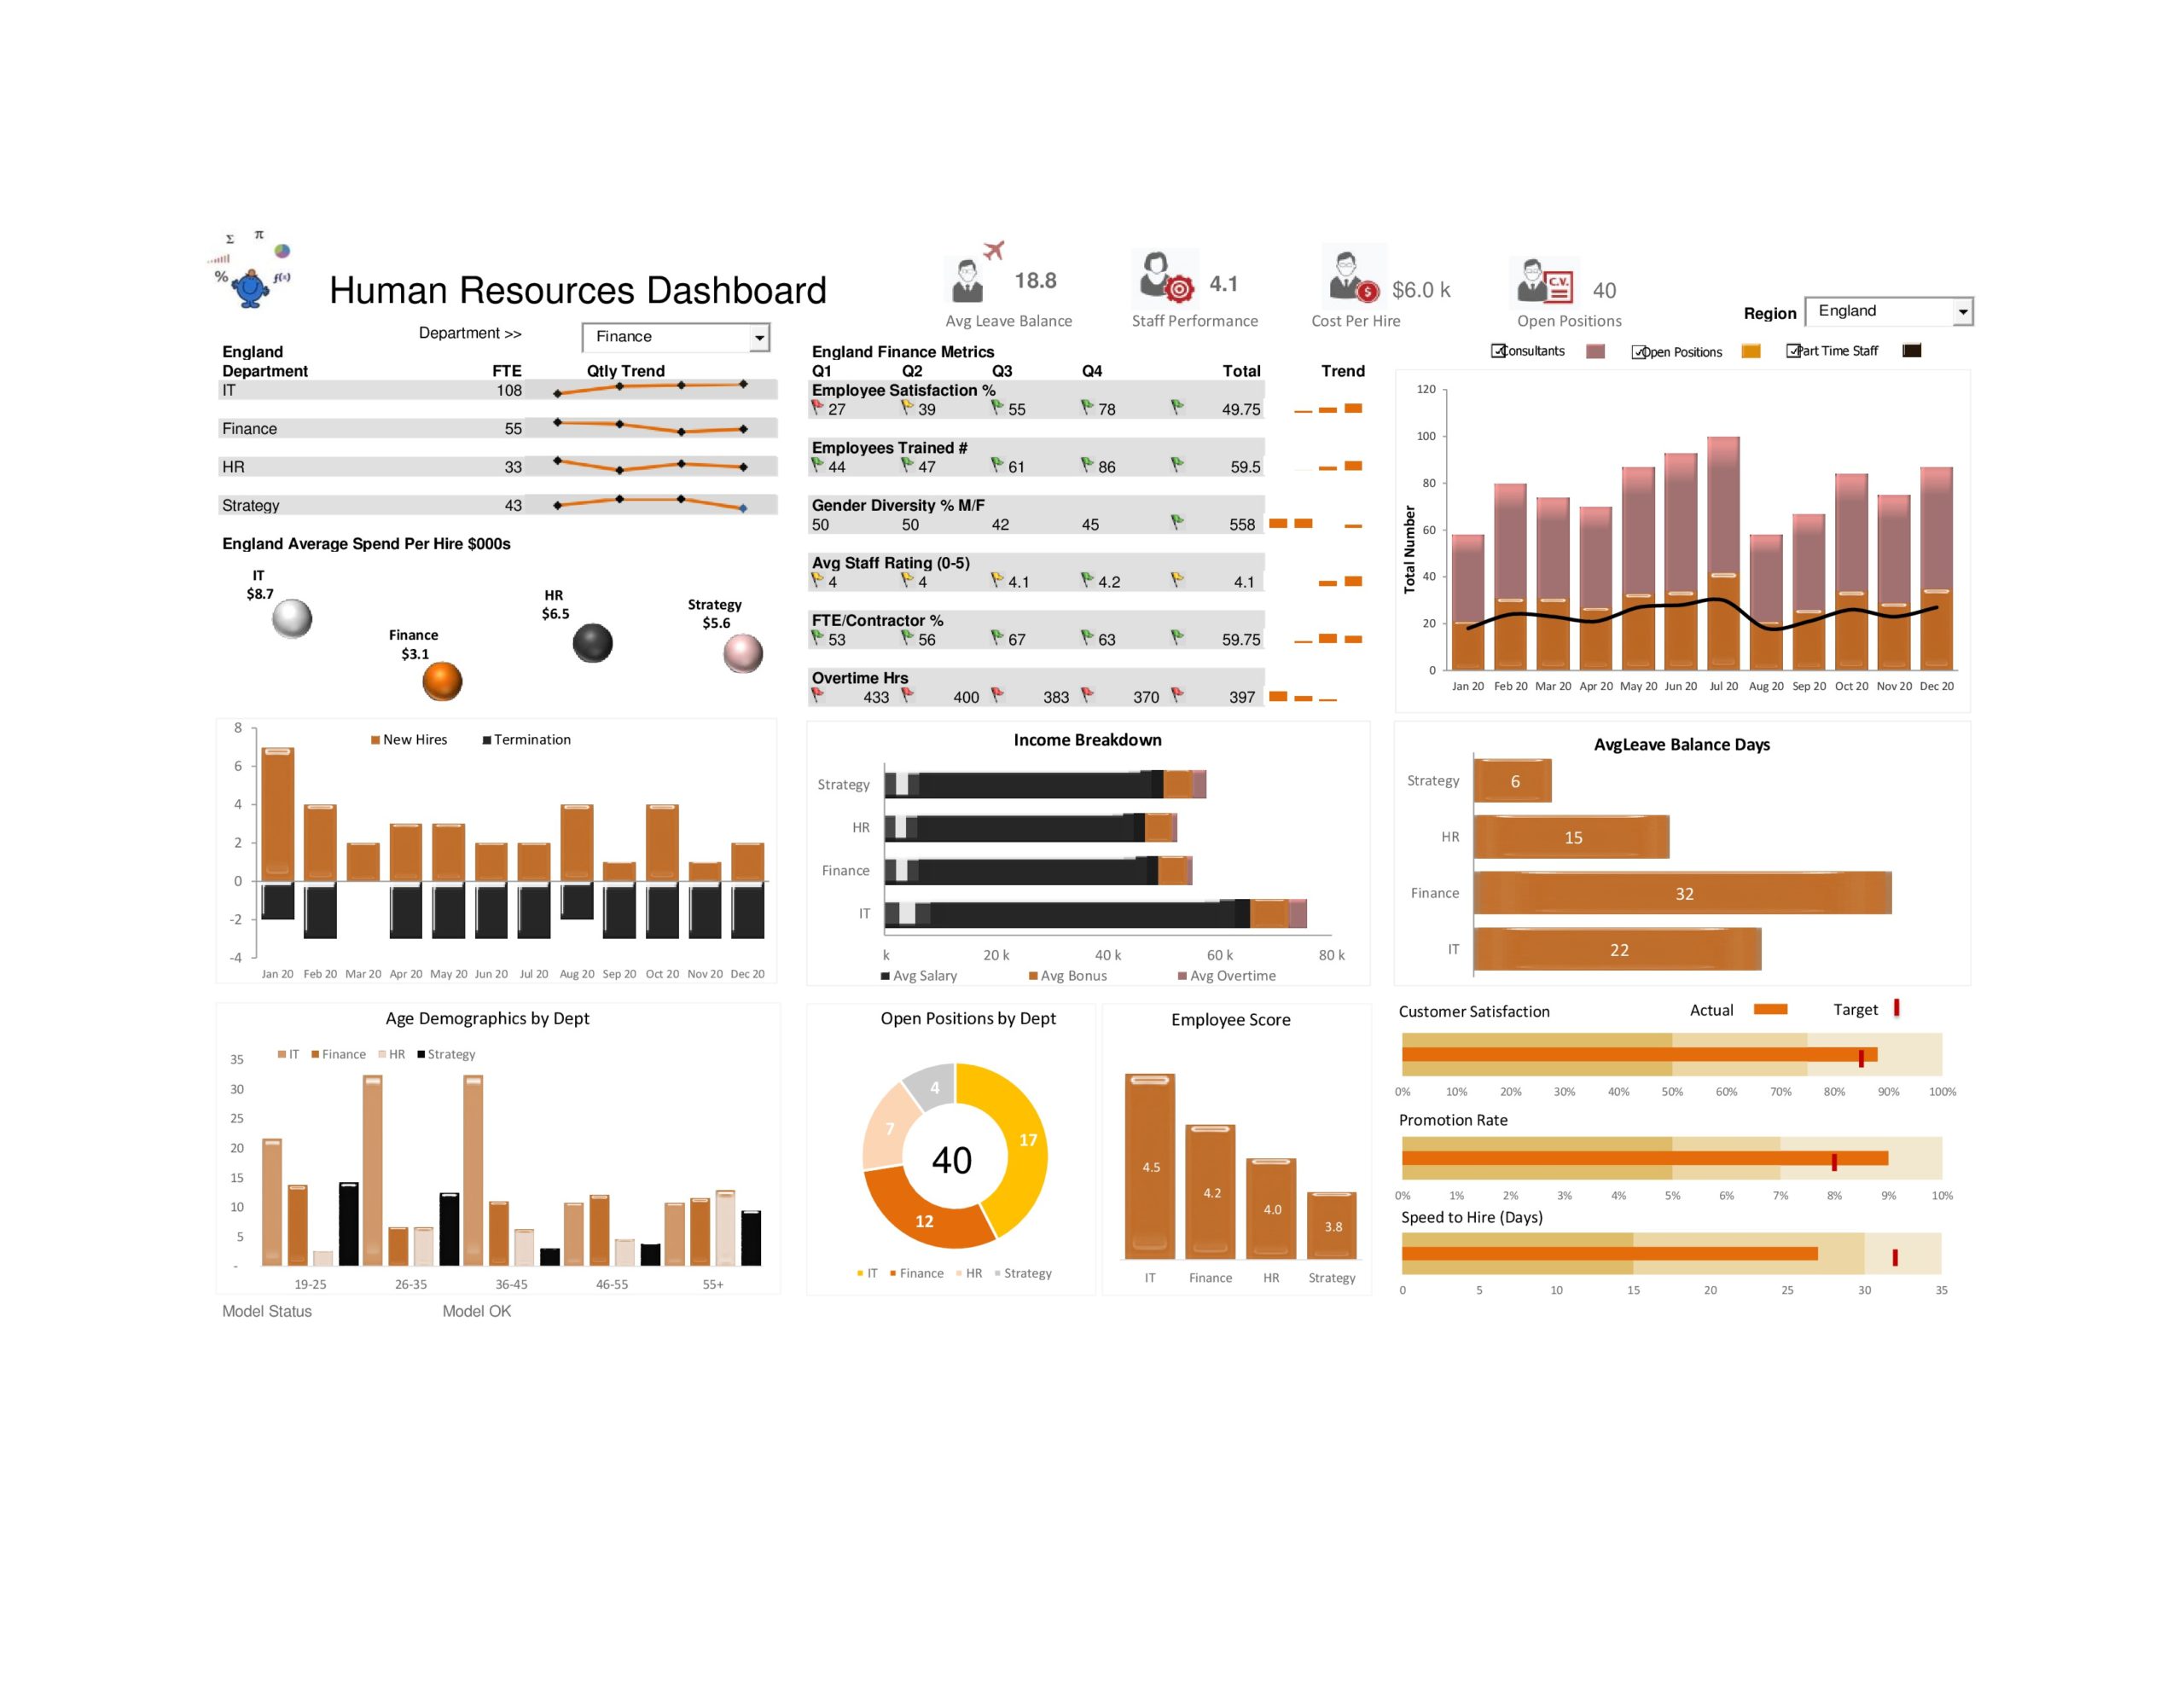 Σ π
% f(x)
Human Resources Dashboard
18.8
4.1
$6.0 k
40
Avg Leave Balance
Staff Performance
Cost Per Hire
Open Positions
Region England
Department >> Finance
England
Department FTE Qtly Trend
IT 108
Finance 55
HR 33
Strategy 43
England Average Spend Per Hire $000s
IT
$8.7
Finance
$3.1
HR
$6.5
Strategy
$5.6
England Finance Metrics
Q1 Q2 Q3 Q4 Total Trend
Employee Satisfaction %
27 39 55 78 49.75
Employees Trained #
44 47 61 86 59.5
Gender Diversity % M/F
50 50 42 45 558
Avg Staff Rating (0-5)
4 4 4.1 4.2 4.1
FTE/Contractor %
53 56 67 63 59.75
Overtime Hrs
433 400 383 370 397
Consultants Open Positions Part Time Staff
Total Number
120
100
80
60
40
20
0
Jan 20 Feb 20 Mar 20 Apr 20 May 20 Jun 20 Jul 20 Aug 20 Sep 20 Oct 20 Nov 20 Dec 20
New Hires Termination
8
6
4
2
0
-2
-4
Jan 20 Feb 20 Mar 20 Apr 20 May 20 Jun 20 Jul 20 Aug 20 Sep 20 Oct 20 Nov 20 Dec 20
Income Breakdown
Strategy
HR
Finance
IT
k 20 k 40 k 60 k 80 k
Avg Salary Avg Bonus Avg Overtime
AvgLeave Balance Days
Strategy 6
HR 15
Finance 32
IT 22
Age Demographics by Dept
IT Finance HR Strategy
35
30
25
20
15
10
5
-
19-25 26-35 36-45 46-55 55+
Model Status Model OK
Open Positions by Dept
4
17
7
40
12
IT Finance HR Strategy
Employee Score
4.5
4.2
4.0
3.8
IT Finance HR Strategy
Customer Satisfaction Actual Target
0% 10% 20% 30% 40% 50% 60% 70% 80% 90% 100%
Promotion Rate
0% 1% 2% 3% 4% 5% 6% 7% 8% 9% 10%
Speed to Hire (Days)
0 5 10 15 20 25 30 35